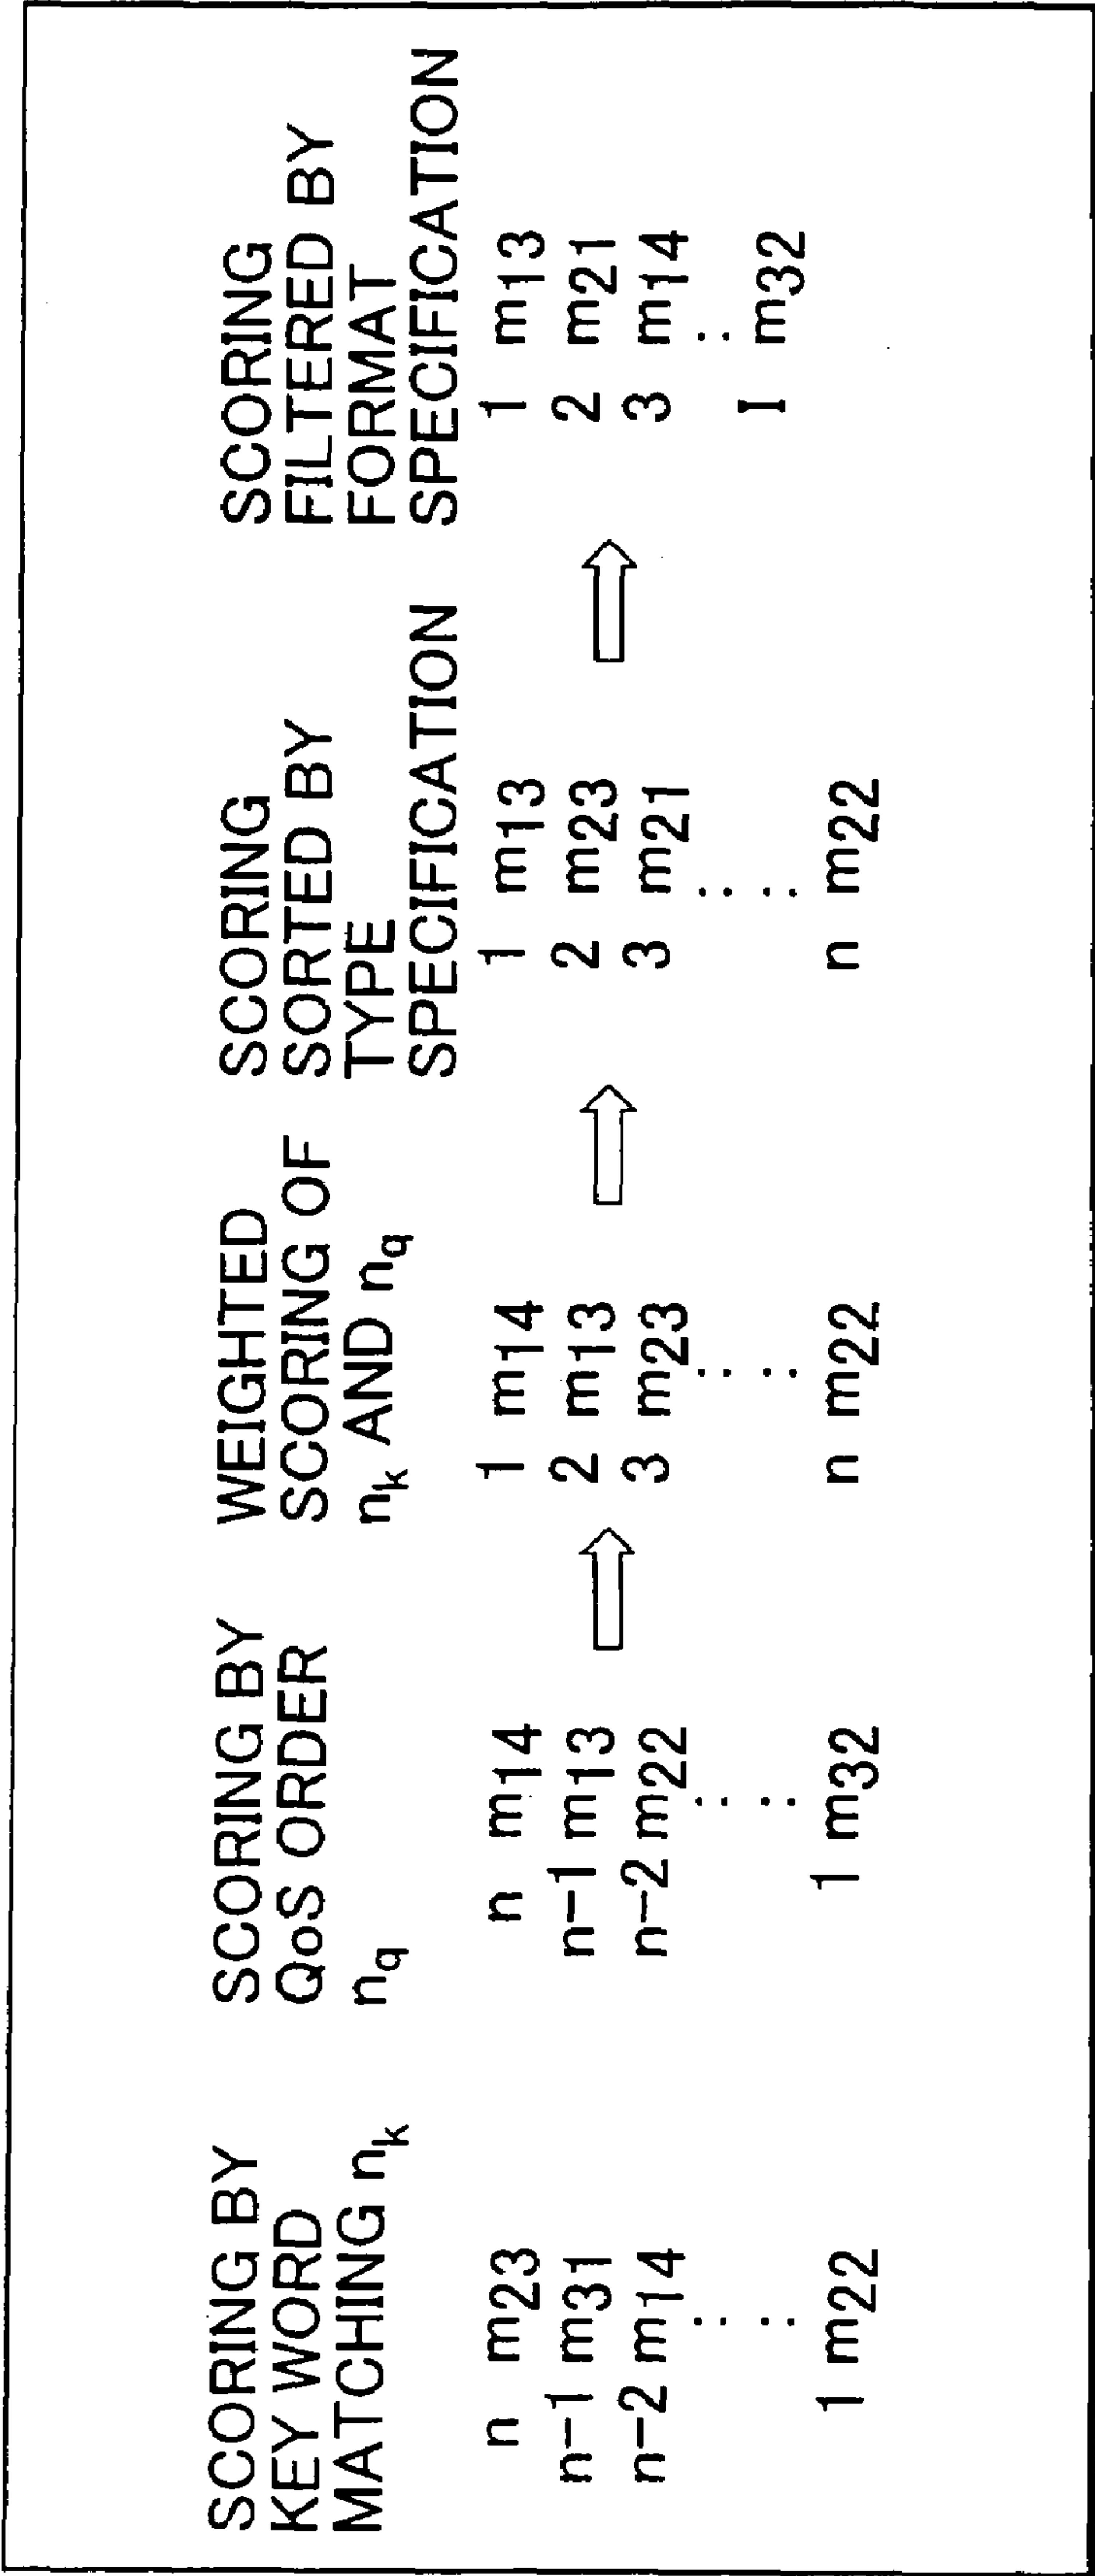 SCORING BY
KEY WORD
MATCHING nk
n m23
n-1 m31
n-2 m14
: :
1 m22
SCORING BY
QoS ORDER
nq
n m14
n-1 m13
n-2 m22
: :
1 m32
WEIGHTED
SCORING OF
nk AND nq
1 m14
2 m13
3 m23
: :
n m22
SCORING
SORTED BY
TYPE
SPECIFICATION
1 m13
2 m23
3 m21
: :
n m22
SCORING
FILTERED BY
FORMAT
SPECIFICATION
1 m13
2 m21
3 m14
:
I m32